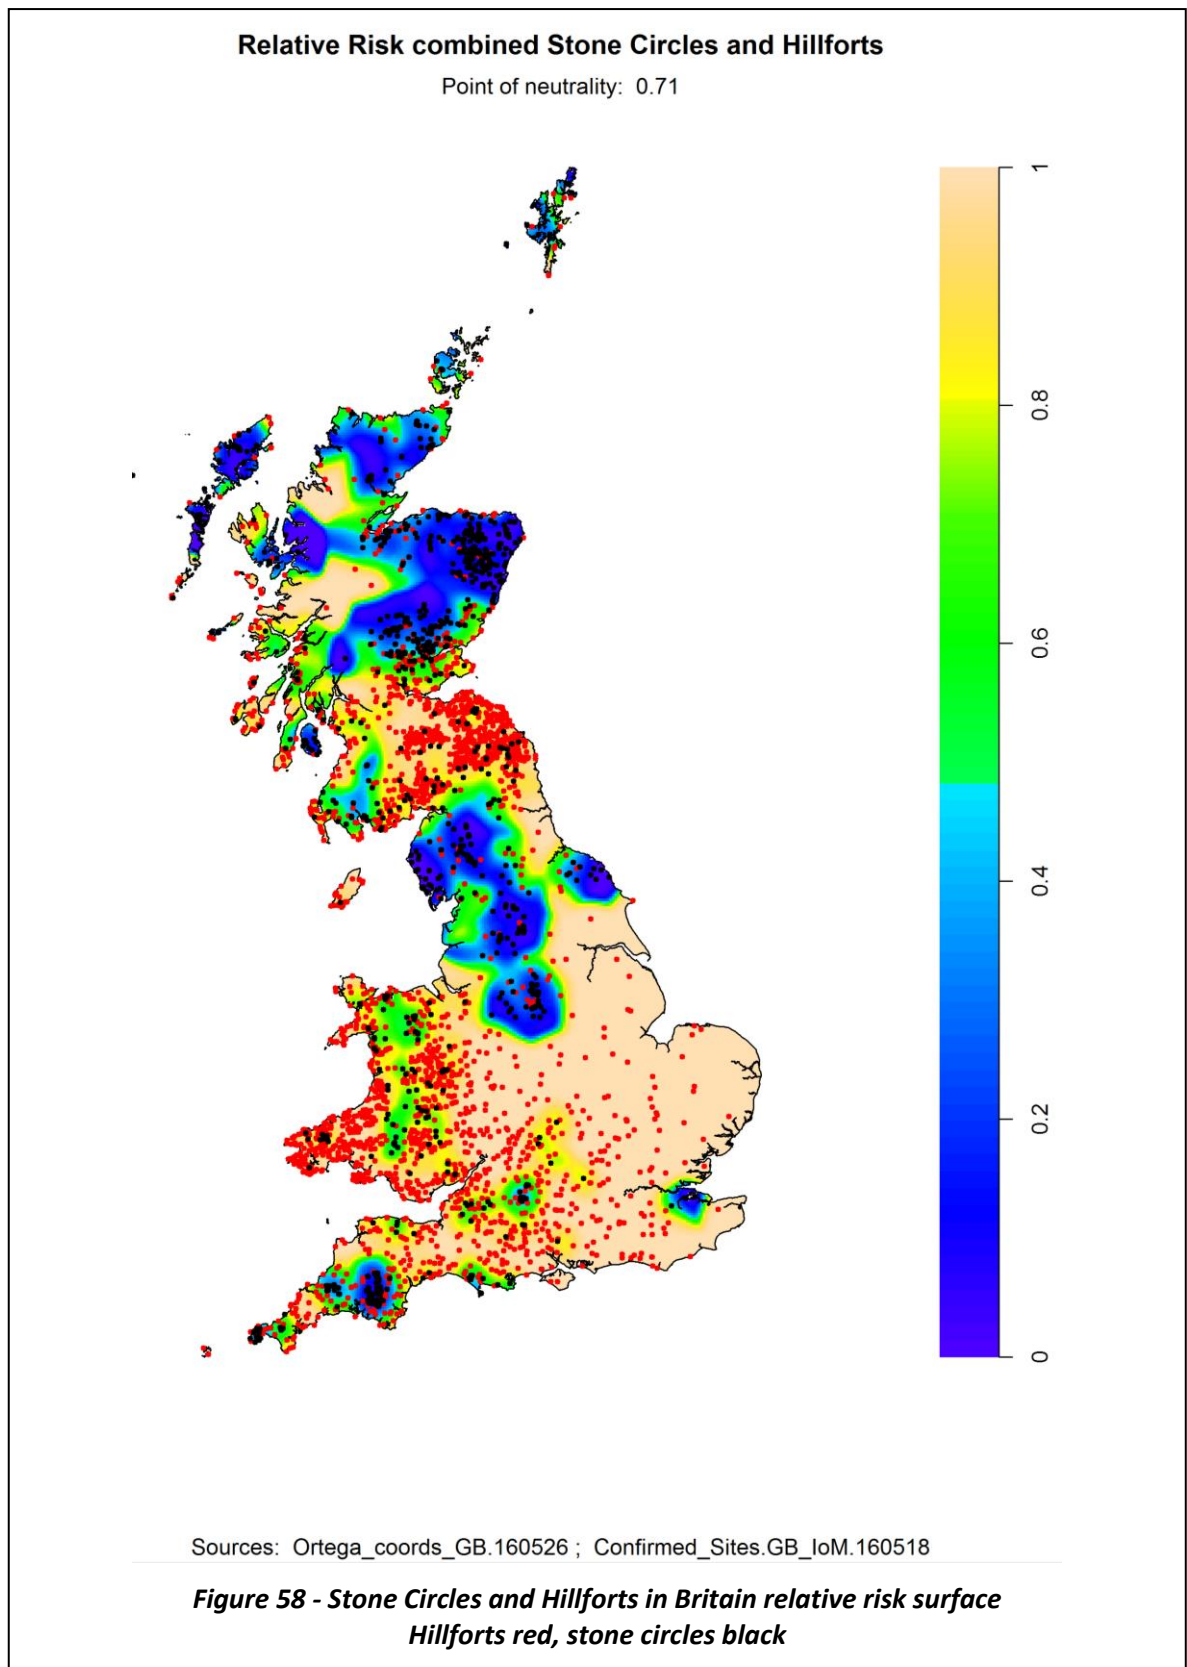 Relative Risk combined Stone Circles and Hillforts
Point of neutrality: 0.71
1
0.8
0.6
0.4
0.2
0
Sources: Ortega_coords_GB.160526 ; Confirmed_Sites.GB_IoM.160518
Figure 58 - Stone Circles and Hillforts in Britain relative risk surface
Hillforts red, stone circles black